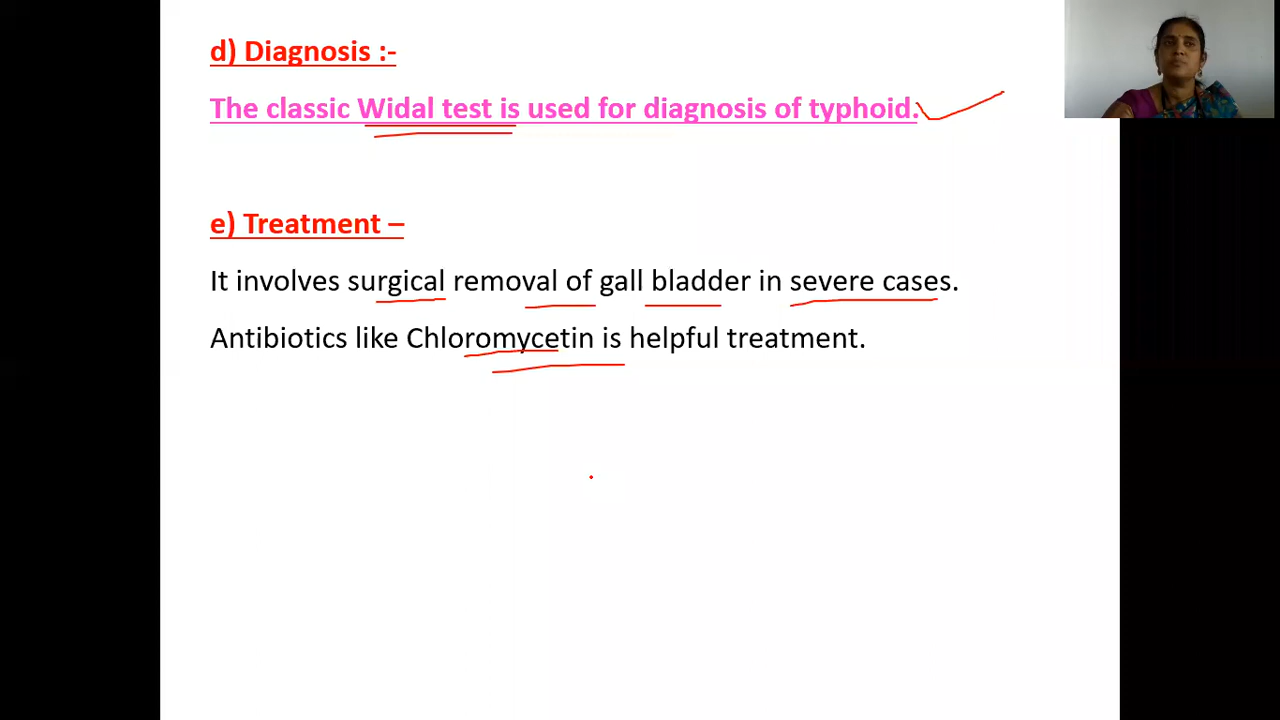 d) Diagnosis :-
The classic Widal test is used for diagnosis of typhoid.
e) Treatment –
It involves surgical removal of gall bladder in severe cases.
Antibiotics like Chloromycetin is helpful treatment.